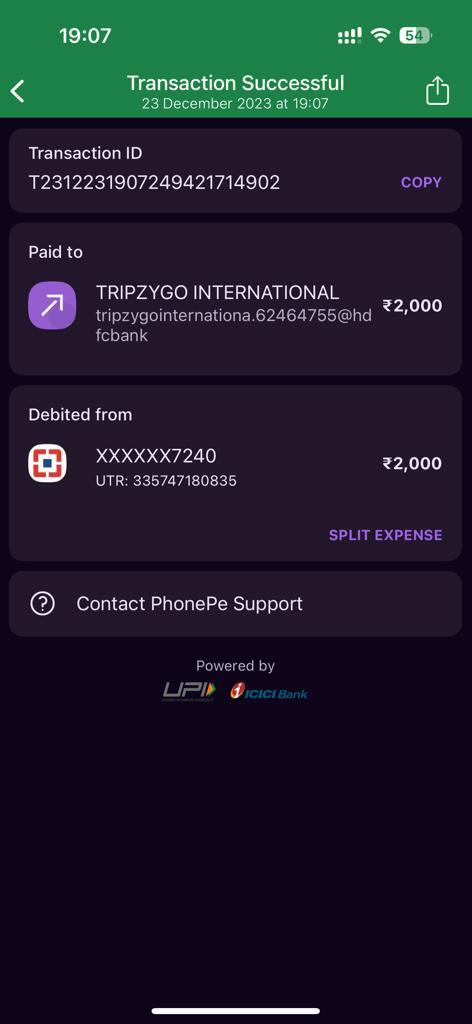 19:07
54
Transaction Successful
23 December 2023 at 19:07
Transaction ID
T2312231907249421714902
COPY
Paid to
TRIPZYGO INTERNATIONAL
₹2,000
tripzygointernationa.62464755@hd
fcbank
Debited from
XXXXXX7240
₹2,000
UTR: 335747180835
SPLIT EXPENSE
Contact PhonePe Support
Powered by
UPI
ICICI Bank